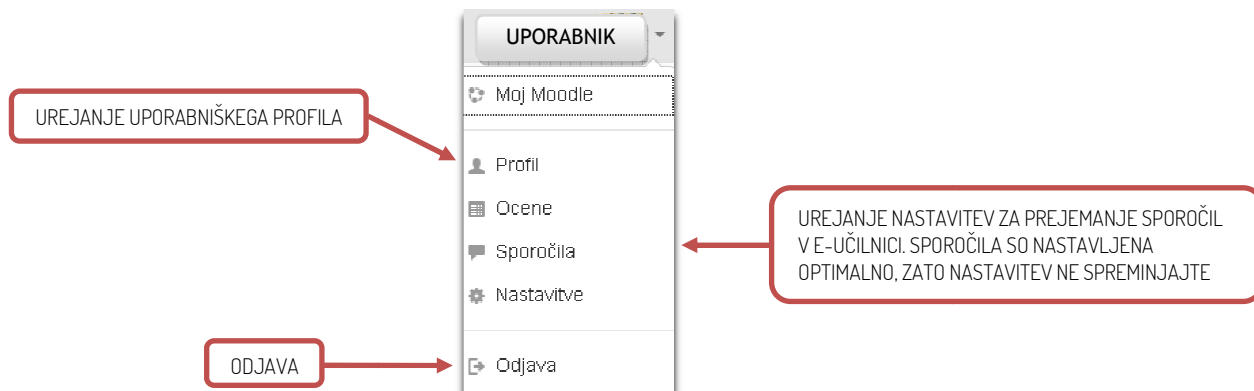 UPORABNIK
Moj Moodle
UREJANJE UPORABNIŠKEGA PROFILA
Profil
Ocene
Sporočila
Nastavitve
UREJANJE NASTAVITEV ZA PREJEMANJE SPOROČIL
V E-UČILNICI. SPOROČILA SO NASTAVLJENA
OPTIMALNO, ZATO NASTAVITEV NE SPREMINJAJTE
ODJAVA
Odjava